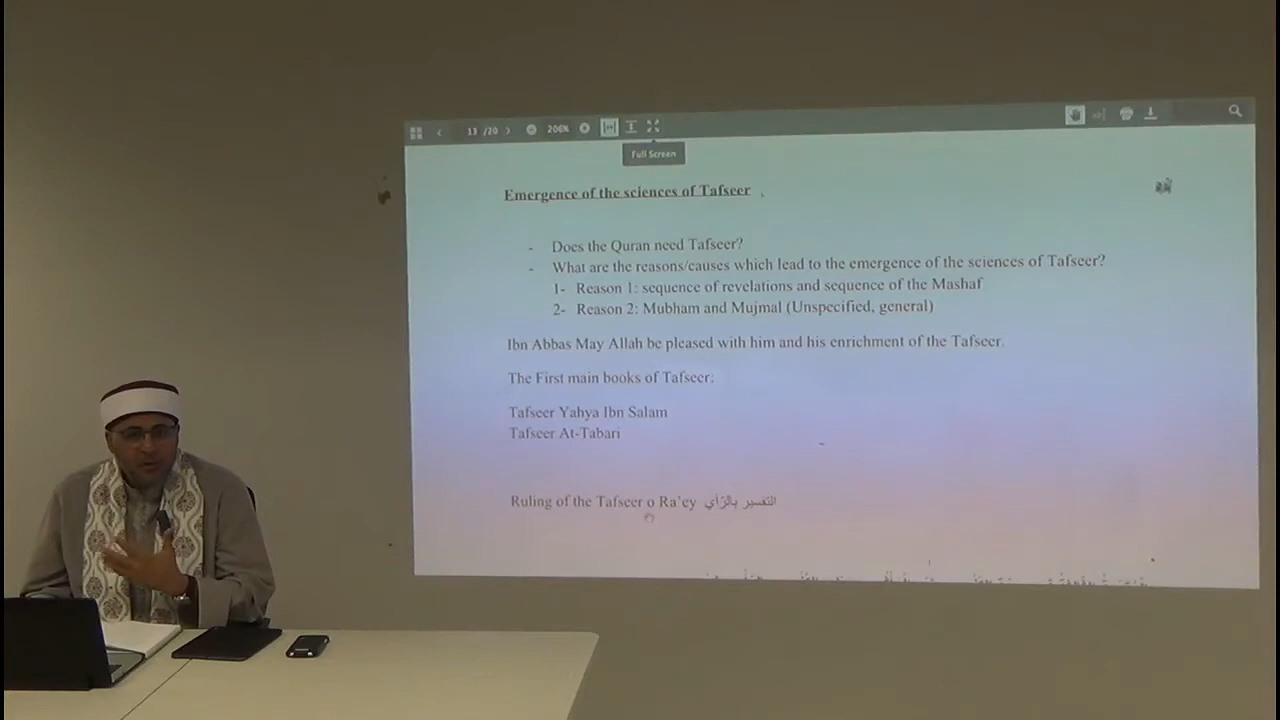 13 /20
206%
Full Screen
Emergence of the sciences of Tafseer
- Does the Quran need Tafseer?
- What are the reasons/causes which lead to the emergence of the sciences of Tafseer?
1- Reason 1: sequence of revelations and sequence of the Mashaf
2- Reason 2: Mubham and Mujmal (Unspecified, general)
Ibn Abbas May Allah be pleased with him and his enrichment of the Tafseer.
The First main books of Tafseer:
Tafseer Yahya Ibn Salam
Tafseer At-Tabari
Ruling of the Tafseer o Ra'ey التفسير بالرّأي